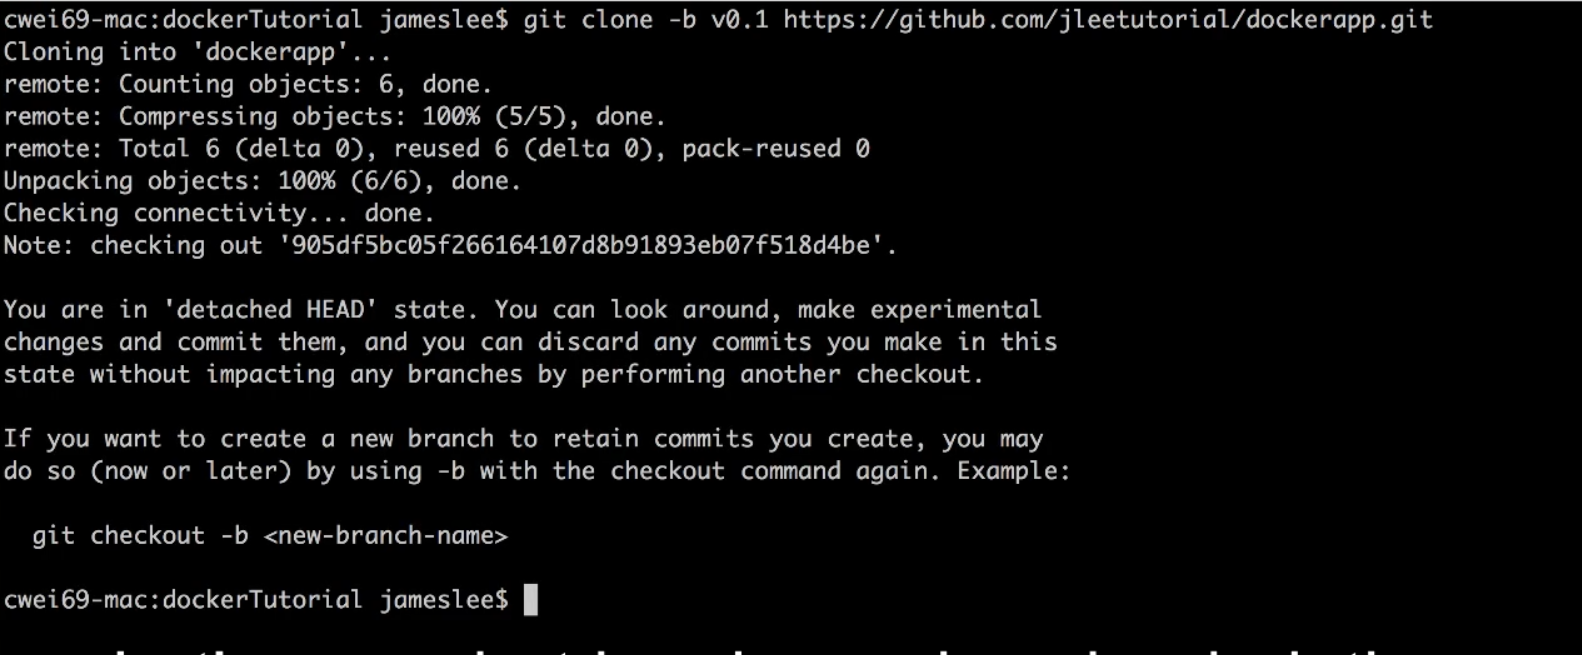 cwei69-mac:dockerTutorial jameslee$ git clone -b v0.1 https://github.com/jleetutorial/dockerapp.git
Cloning into 'dockerapp'...
remote: Counting objects: 6, done.
remote: Compressing objects: 100% (5/5), done.
remote: Total 6 (delta 0), reused 6 (delta 0), pack-reused 0
Unpacking objects: 100% (6/6), done.
Checking connectivity... done.
Note: checking out '905df5bc05f266164107d8b91893eb07f518d4be'.

You are in 'detached HEAD' state. You can look around, make experimental
changes and commit them, and you can discard any commits you make in this
state without impacting any branches by performing another checkout.

If you want to create a new branch to retain commits you create, you may
do so (now or later) by using -b with the checkout command again. Example:

  git checkout -b <new-branch-name>

cwei69-mac:dockerTutorial jameslee$